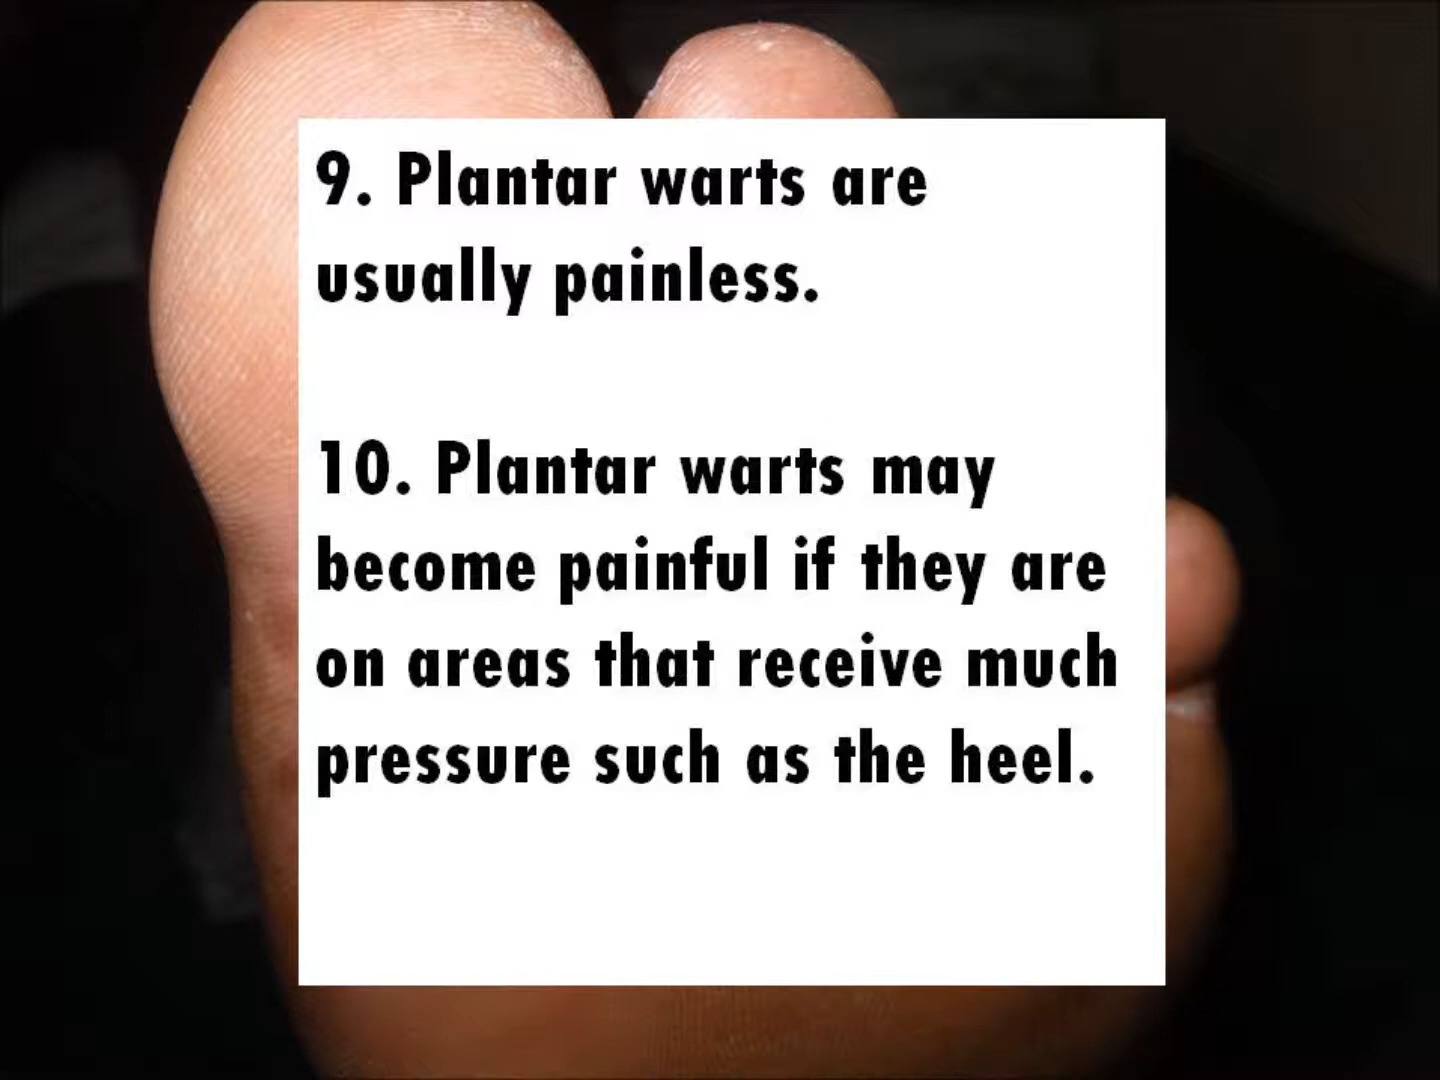 9. Plantar warts are
usually painless.
10. Plantar warts may
become painful if they are
on areas that receive much
pressure such as the heel.